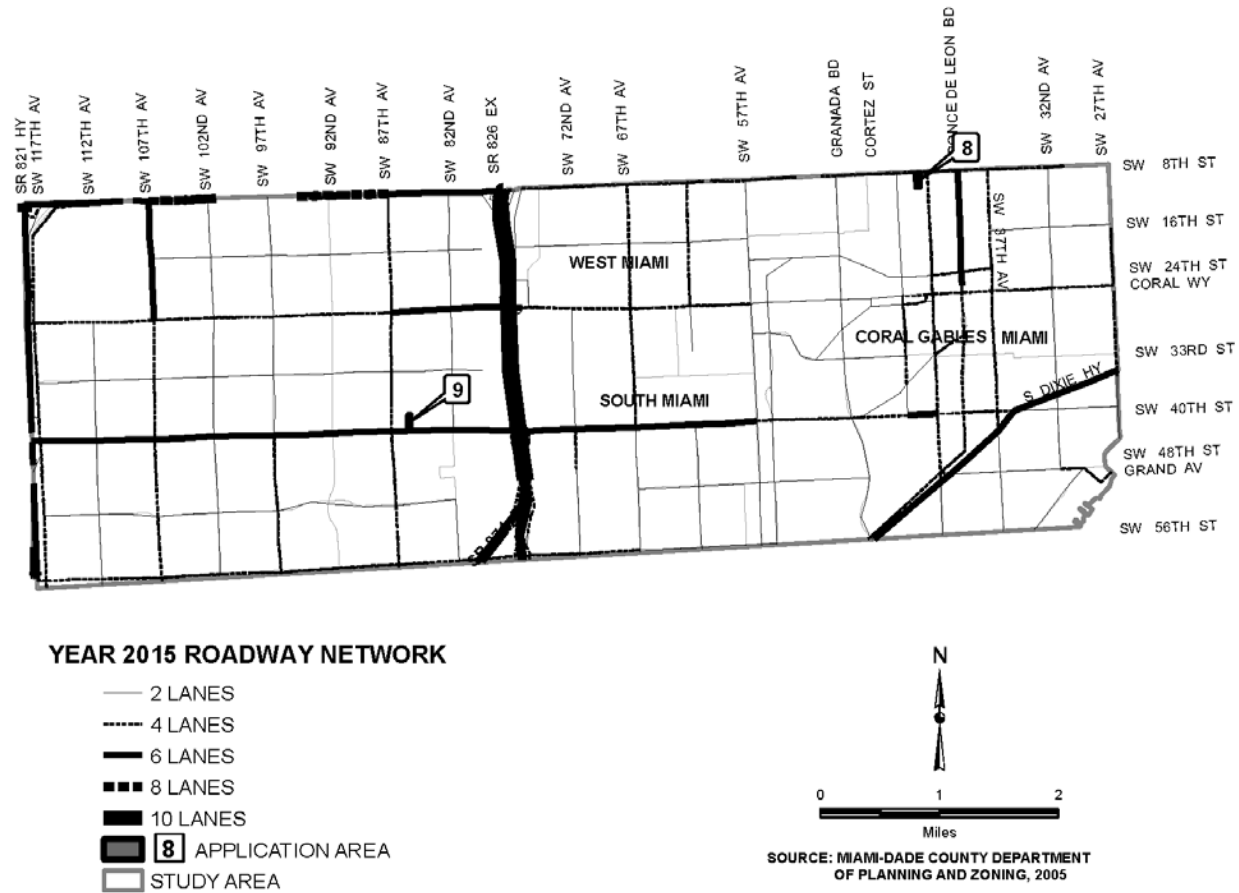 SR 821 HY
SW 117TH AV
SW 112TH AV
SW 107TH AV
SW 102ND AV
SW 97TH AV
SW 92ND AV
SW 87TH AV
SW 82ND AV
SR 826 EX
SW 72ND AV
SW 67TH AV
SW 57TH AV
GRANADA BD
CORTEZ ST
ONCE DE LEON BD
SW 32ND AV
SW 27TH AV
8
SW 8TH ST
SW 16TH ST
SW 37TH AV
SW 24TH ST
CORAL WY
WEST MIAMI
CORAL GABLES
MIAMI
SW 33RD ST
9
SOUTH MIAMI
S DIXIE HY
SW 40TH ST
SW 48TH ST
GRAND AV
SW 56TH ST
YEAR 2015 ROADWAY NETWORK
2 LANES
4 LANES
6 LANES
8 LANES
10 LANES
8 APPLICATION AREA
STUDY AREA
N
0 1 2
Miles
SOURCE: MIAMI-DADE COUNTY DEPARTMENT
OF PLANNING AND ZONING, 2005